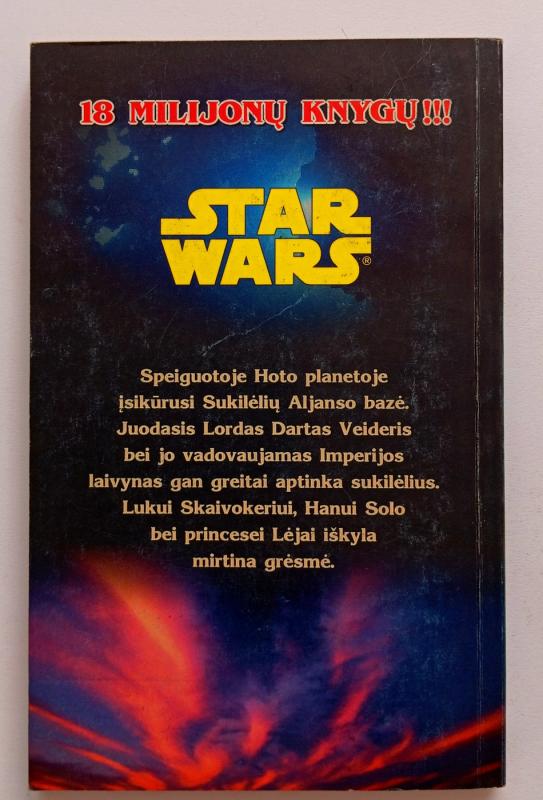 18 MILIJONŲ KNYGŲ!!!
STAR
WARS®
Speiguotoje Hoto planetoje
įsikūrusi Sukilėlių Aljanso bazė.
Juodasis Lordas Dartas Veideris
bei jo vadovaujamas Imperijos
laivynas gan greitai aptinka sukilėlius.
Lukui Skaivokeriui, Hanui Solo
bei princesei Lėjai iškyla
mirtina grėsmė.